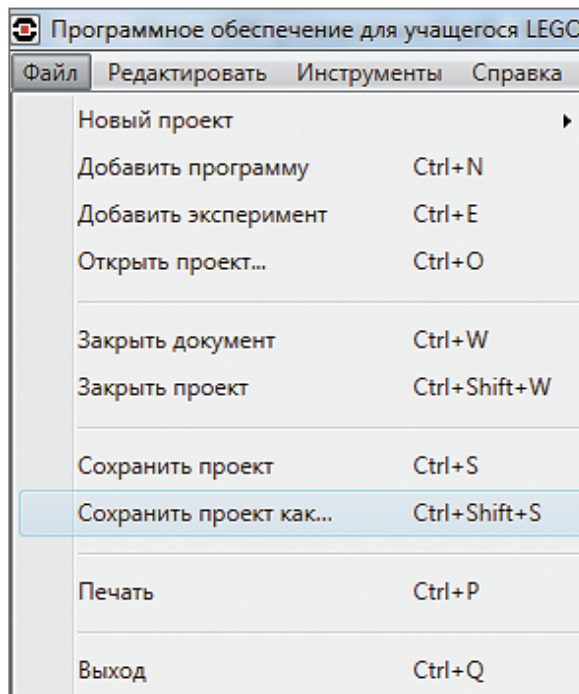 Программное обеспечение для учащегося LEGO
Файл Редактировать Инструменты Справка
Новый проект
Добавить программу Ctrl+N
Добавить эксперимент Ctrl+E
Открыть проект... Ctrl+O
Закрыть документ Ctrl+W
Закрыть проект Ctrl+Shift+W
Сохранить проект Ctrl+S
Сохранить проект как... Ctrl+Shift+S
Печать Ctrl+P
Выход Ctrl+Q